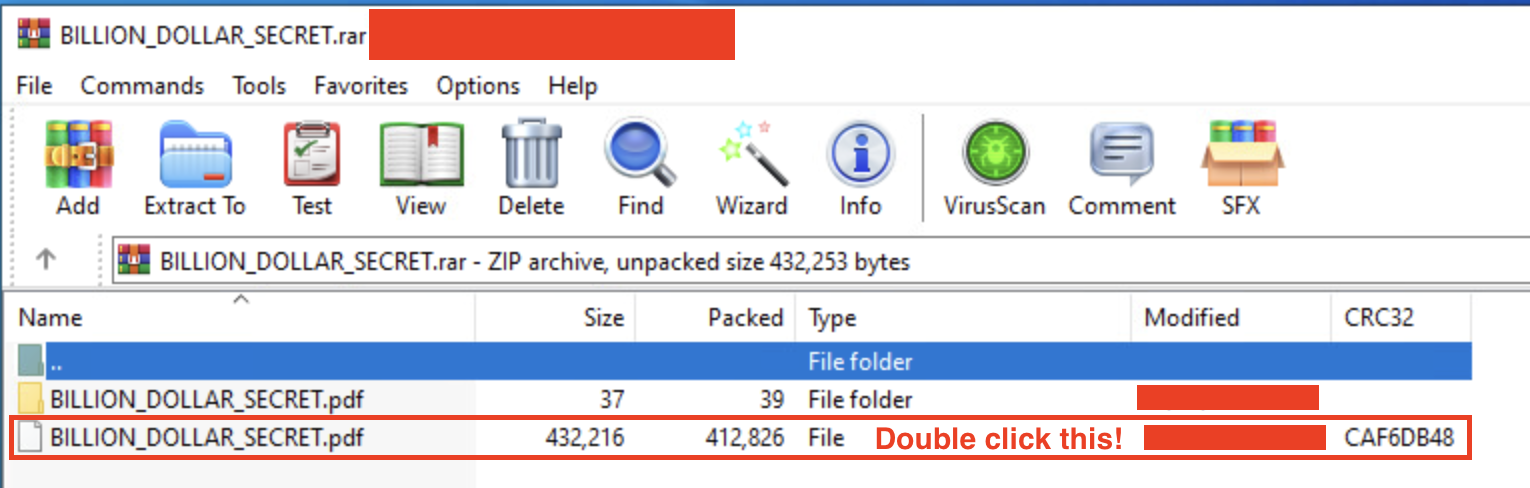 BILLION_DOLLAR_SECRET.rar
File Commands Tools Favorites Options Help
Add Extract To Test View Delete Find Wizard Info VirusScan Comment SFX
BILLION_DOLLAR_SECRET.rar - ZIP archive, unpacked size 432,253 bytes
Name Size Packed Type Modified CRC32
.. File folder
BILLION_DOLLAR_SECRET.pdf 37 39 File folder
BILLION_DOLLAR_SECRET.pdf 432,216 412,826 File Double click this! CAF6DB48